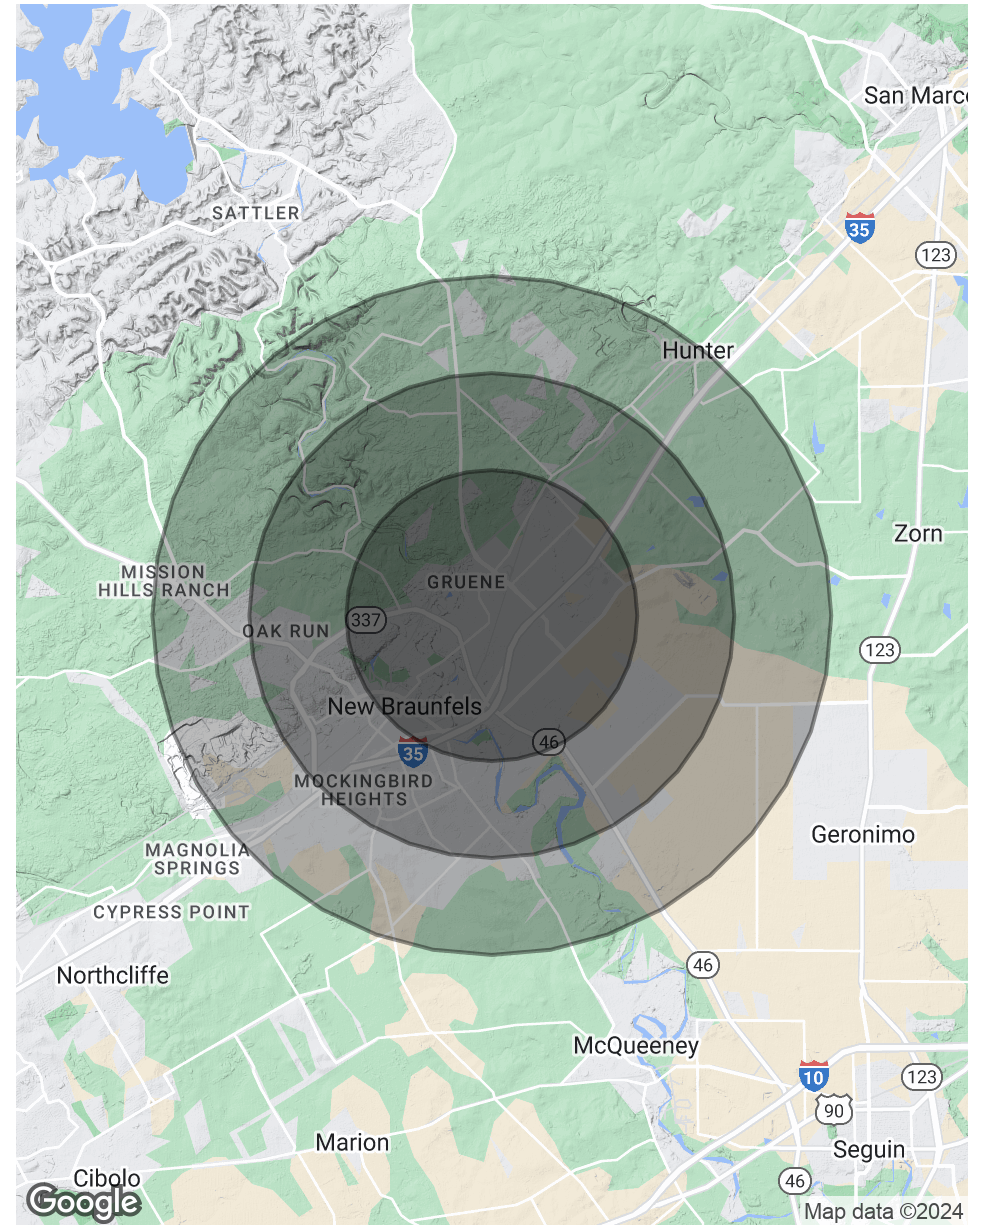 San Marco
SATTLER
35
123
Hunter
Zorn
MISSION
HILLS RANCH
GRUENE
337
OAK RUN
123
New Braunfels
46
35
MOCKINGBIRD
HEIGHTS
Geronimo
MAGNOLIA
SPRINGS
CYPRESS POINT
46
Northcliffe
McQueeney
10
123
90
Marion
Seguin
Cibolo
46
Google
Map data ©2024